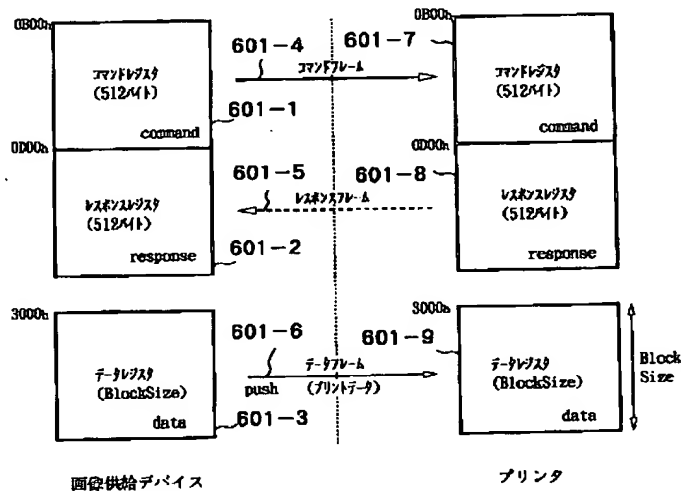 0B00h
コマンドレジスタ
(512バイト)
command
601-1
0D00h
レスポンスレジスタ
(512バイト)
response
601-2
3000h
データレジスタ
(BlockSize)
data
601-3
画像供給デバイス
601-4
コマンドフレーム
601-5
レスポンスフレーム
601-6
データフレーム
push
(プリントデータ)
0B00h
601-7
コマンドレジスタ
(512バイト)
command
0D00h
601-8
レスポンスレジスタ
(512バイト)
response
3000h
601-9
データレジスタ
(BlockSize)
data
Block
Size
プリンタ